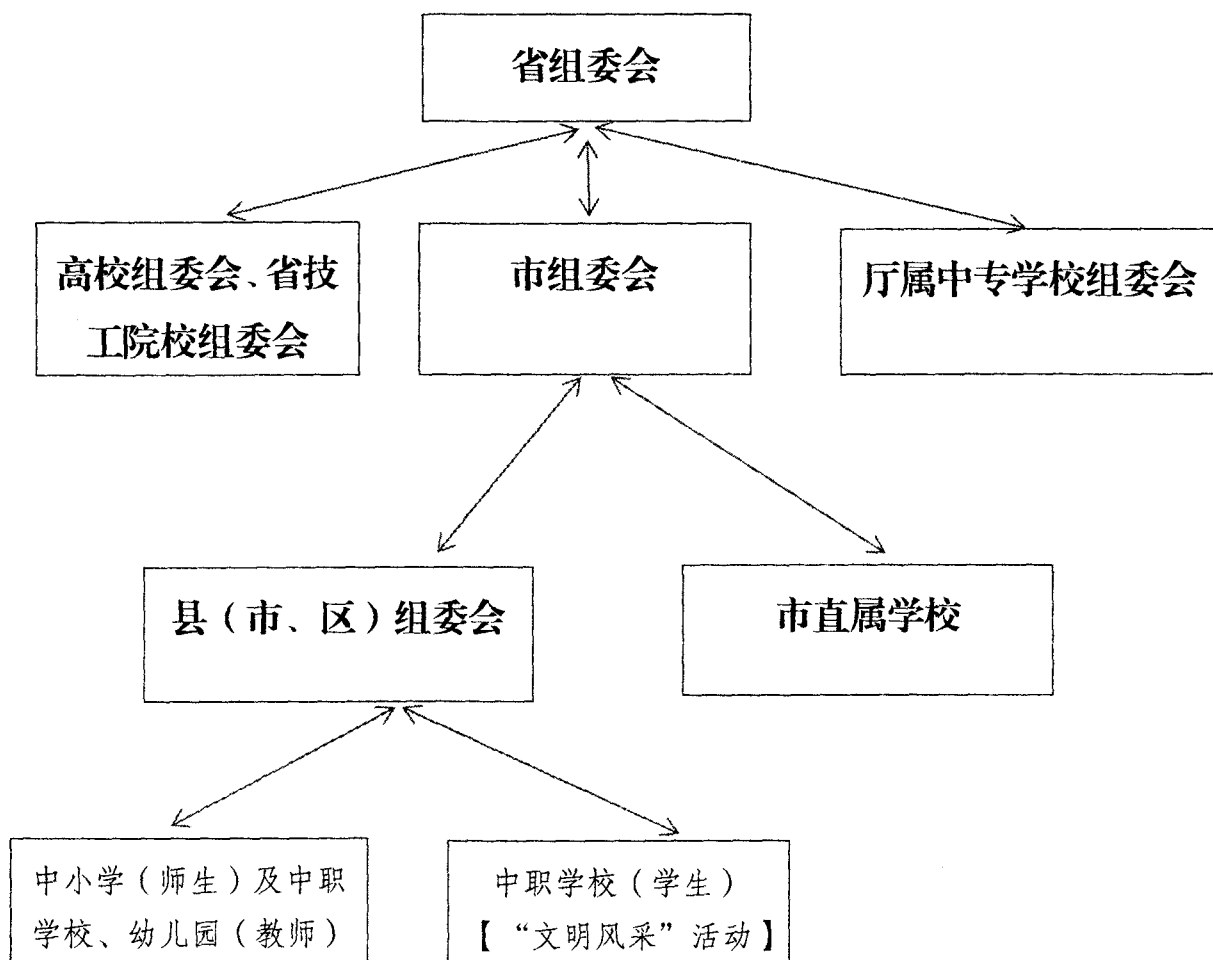 省组委会
高校组委会、省技
工院校组委会
市组委会
厅属中专学校组委会
县（市、区）组委会
市直属学校
中小学（师生）及中职
学校、幼儿园（教师）
中职学校（学生）
【“文明风采”活动】